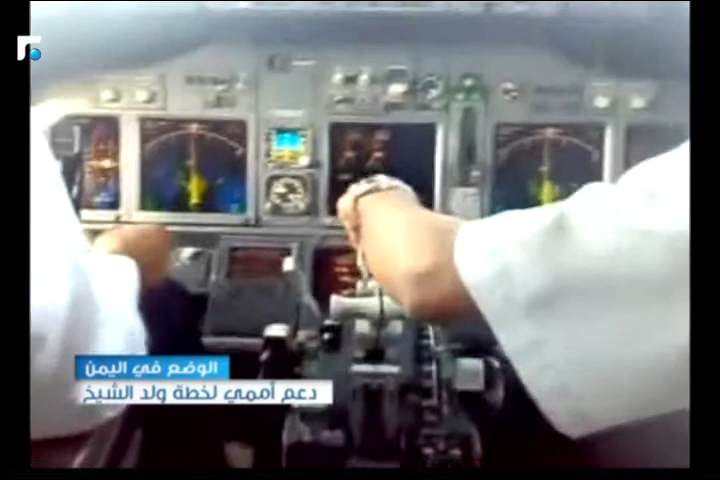 الوضع في اليمن
دعم أممي لخطة ولد الشيخ